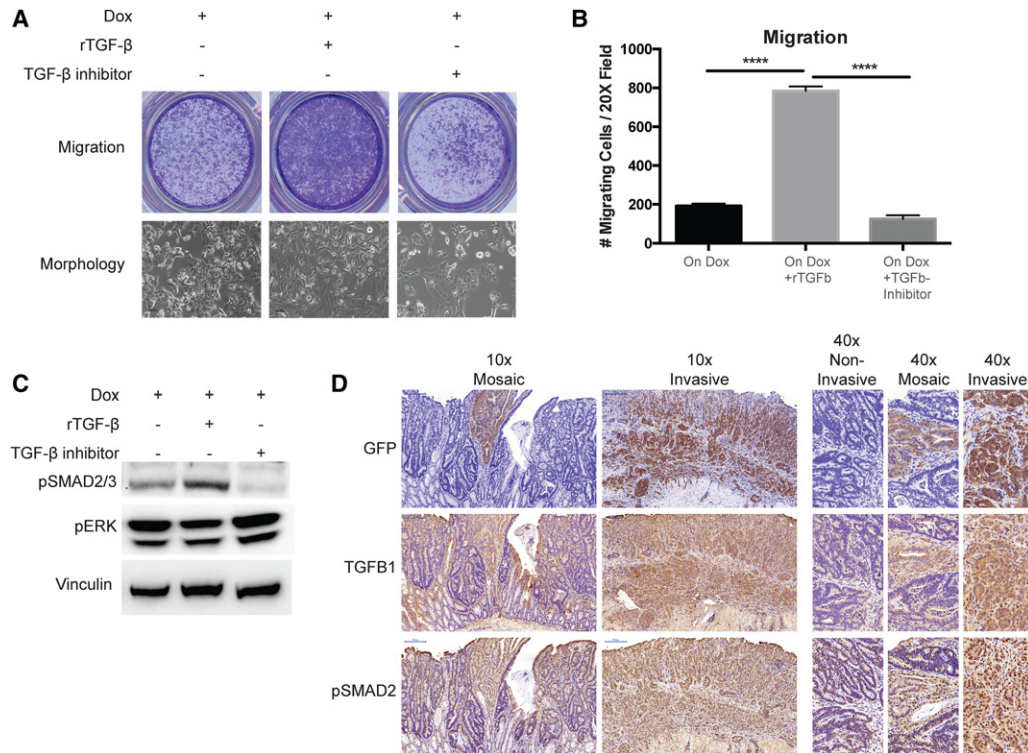 A
Dox + + +
rTGF-β - + -
TGF-β inhibitor - - +
Migration
Morphology
B
Migration
# Migrating Cells / 20X Field
1000
800
600
400
200
0
****
****
On Dox
On Dox
+rTGFb
On Dox
+TGFb-
Inhibitor
C
Dox + + +
rTGF-β - + -
TGF-β inhibitor - - +
pSMAD2/3
pERK
Vinculin
D
10x
Mosaic
10x
Invasive
40x
Non-
Invasive
40x
Mosaic
40x
Invasive
GFP
TGFB1
pSMAD2